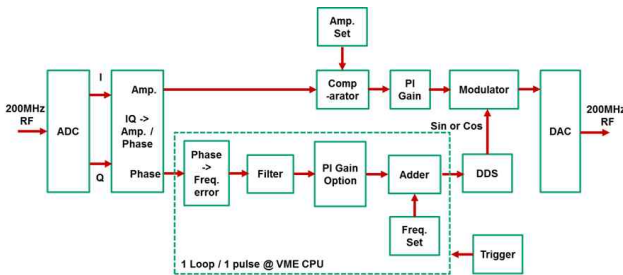 Amp.
Set
I
200MHz
RF
ADC
Q
Amp.
IQ ->
Amp. /
Phase
Phase
Comp
-arator
PI
Gain
Modulator
DAC
200MHz
RF
Sin or Cos
Phase
->
Freq.
error
Filter
PI Gain
Option
Adder
DDS
Freq.
Set
1 Loop / 1 pulse @ VME CPU
Trigger